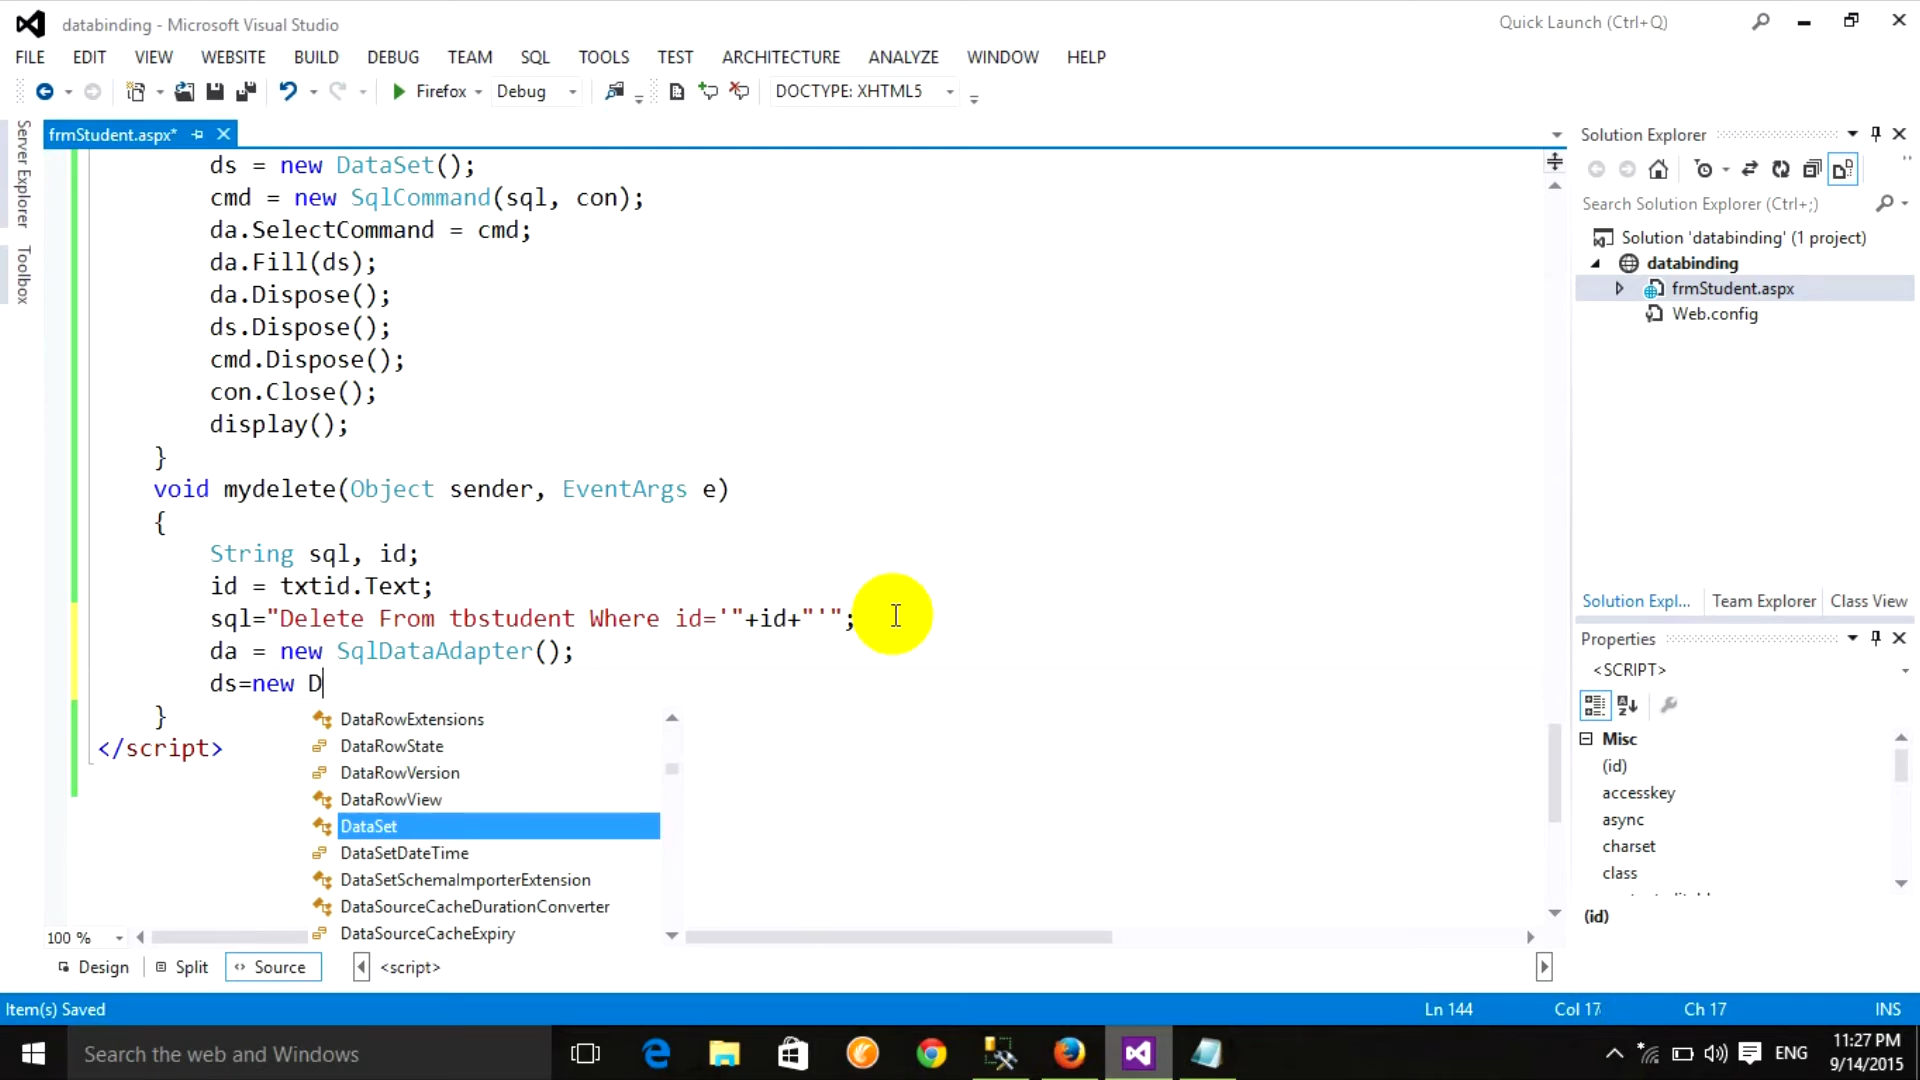 databinding - Microsoft Visual Studio
Quick Launch (Ctrl+Q)
FILE EDIT VIEW WEBSITE BUILD DEBUG TEAM SQL TOOLS TEST ARCHITECTURE ANALYZE WINDOW HELP
Firefox Debug DOCTYPE: XHTML5
Server Explorer
Toolbox
frmStudent.aspx*
ds = new DataSet();
cmd = new SqlCommand(sql, con);
da.SelectCommand = cmd;
da.Fill(ds);
da.Dispose();
ds.Dispose();
cmd.Dispose();
con.Close();
display();
}
void mydelete(Object sender, EventArgs e)
{
String sql, id;
id = txtid.Text;
sql="Delete From tbstudent Where id='"+id+"'";
da = new SqlDataAdapter();
ds=new D
}
</script>
DataRowExtensions
DataRowState
DataRowVersion
DataRowView
DataSet
DataSetDateTime
DataSetSchemaImporterExtension
DataSourceCacheDurationConverter
DataSourceCacheExpiry
100 %
Design Split Source <script>
Solution Explorer
Search Solution Explorer (Ctrl+;)
Solution 'databinding' (1 project)
databinding
frmStudent.aspx
Web.config
Solution Expl... Team Explorer Class View
Properties
<SCRIPT>
Misc
(id)
accesskey
async
charset
class
(id)
Item(s) Saved Ln 144 Col 17 Ch 17 INS
Search the web and Windows
ENG
11:27 PM
9/14/2015